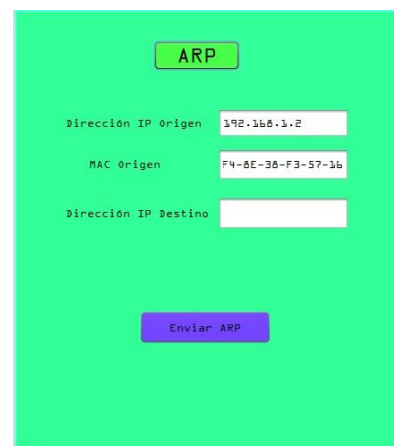 ARP
Dirección IP Origen 192.168.1.2
MAC Origen F4-8E-38-F3-57-16
Dirección IP Destino
Enviar ARP